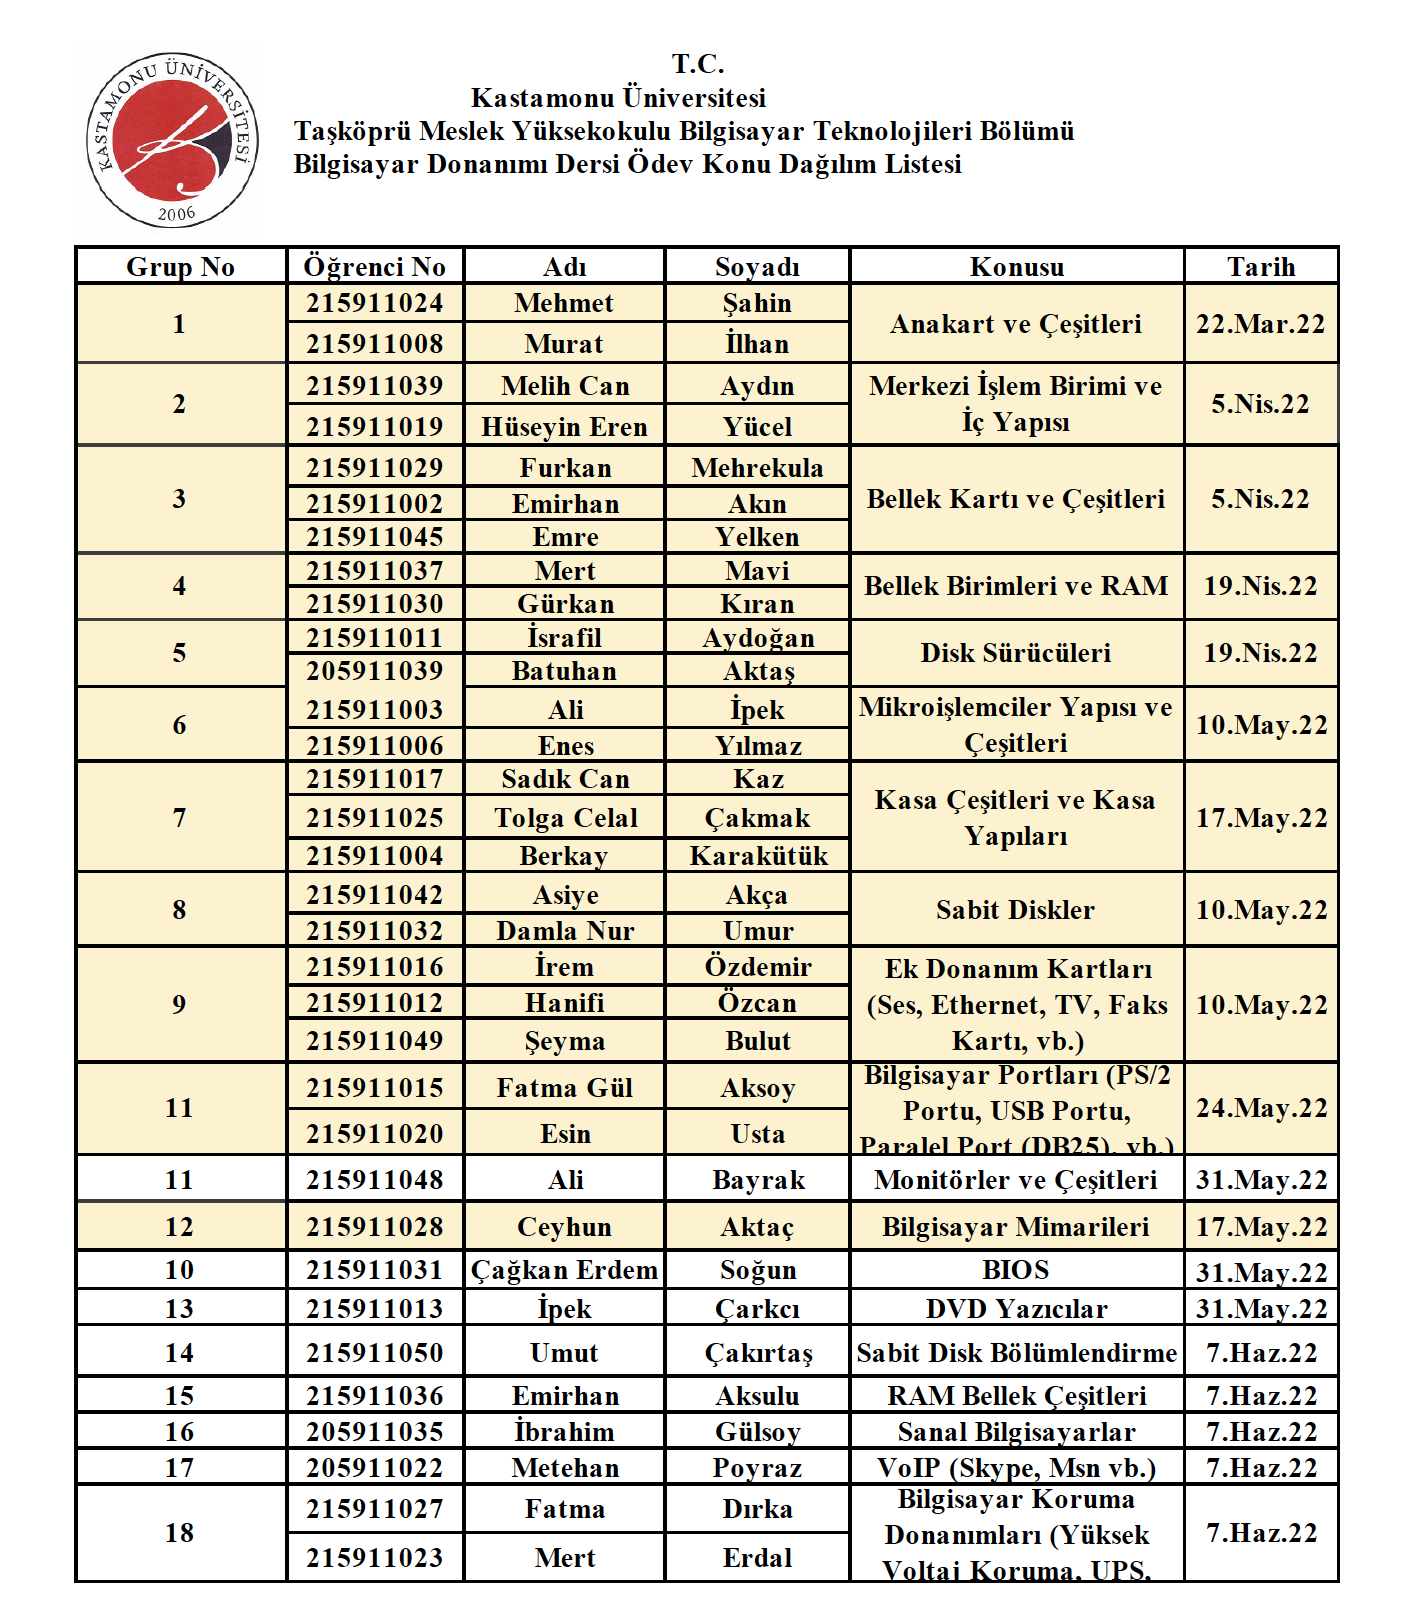 KASTAMONU ÜNİVERSİTESİ
2006
T.C.
Kastamonu Üniversitesi
Taşköprü Meslek Yüksekokulu Bilgisayar Teknolojileri Bölümü
Bilgisayar Donanımı Dersi Ödev Konu Dağılım Listesi
Grup No Öğrenci No Adı Soyadı Konusu Tarih
1 215911024 Mehmet Şahin Anakart ve Çeşitleri 22.Mar.22
215911008 Murat İlhan
2 215911039 Melih Can Aydın Merkezi İşlem Birimi ve 5.Nis.22
215911019 Hüseyin Eren Yücel İç Yapısı
3 215911029 Furkan Mehrekula Bellek Kartı ve Çeşitleri 5.Nis.22
215911002 Emirhan Akın
215911045 Emre Yelken
4 215911037 Mert Mavi Bellek Birimleri ve RAM 19.Nis.22
215911030 Gürkan Kıran
5 215911011 İsrafil Aydoğan Disk Sürücüleri 19.Nis.22
205911039 Batuhan Aktaş
6 215911003 Ali İpek Mikroişlemciler Yapısı ve 10.May.22
215911006 Enes Yılmaz Çeşitleri
7 215911017 Sadık Can Kaz Kasa Çeşitleri ve Kasa 17.May.22
215911025 Tolga Celal Çakmak Yapıları
215911004 Berkay Karakütük
8 215911042 Asiye Akça Sabit Diskler 10.May.22
215911032 Damla Nur Umur
9 215911016 İrem Özdemir Ek Donanım Kartları 10.May.22
215911012 Hanifi Özcan (Ses, Ethernet, TV, Faks
215911049 Şeyma Bulut Kartı, vb.)
11 215911015 Fatma Gül Aksoy Bilgisayar Portları (PS/2 24.May.22
Portu, USB Portu,
215911020 Esin Usta Paralel Port (DB25), vb.)
11 215911048 Ali Bayrak Monitörler ve Çeşitleri 31.May.22
12 215911028 Ceyhun Aktaç Bilgisayar Mimarileri 17.May.22
10 215911031 Çağkan Erdem Soğun BIOS 31.May.22
13 215911013 İpek Çarkcı DVD Yazıcılar 31.May.22
14 215911050 Umut Çakırtaş Sabit Disk Bölümlendirme 7.Haz.22
15 215911036 Emirhan Aksulu RAM Bellek Çeşitleri 7.Haz.22
16 205911035 İbrahim Gülsoy Sanal Bilgisayarlar 7.Haz.22
17 205911022 Metehan Poyraz VoIP (Skype, Msn vb.) 7.Haz.22
18 215911027 Fatma Dırka Bilgisayar Koruma 7.Haz.22
Donanımları (Yüksek
215911023 Mert Erdal Voltaj Koruma, UPS,